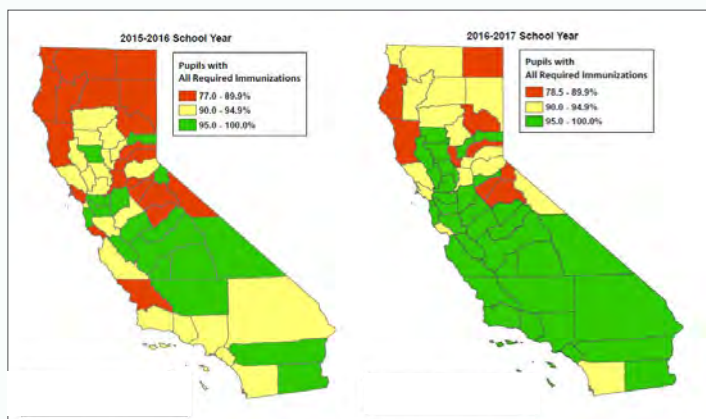 2015-2016 School Year
Pupils with
All Required Immunizations
77.0 - 89.9%
90.0 - 94.9%
95.0 - 100.0%
2016-2017 School Year
Pupils with
All Required Immunizations
78.5 - 89.9%
90.0 - 94.9%
95.0 - 100.0%